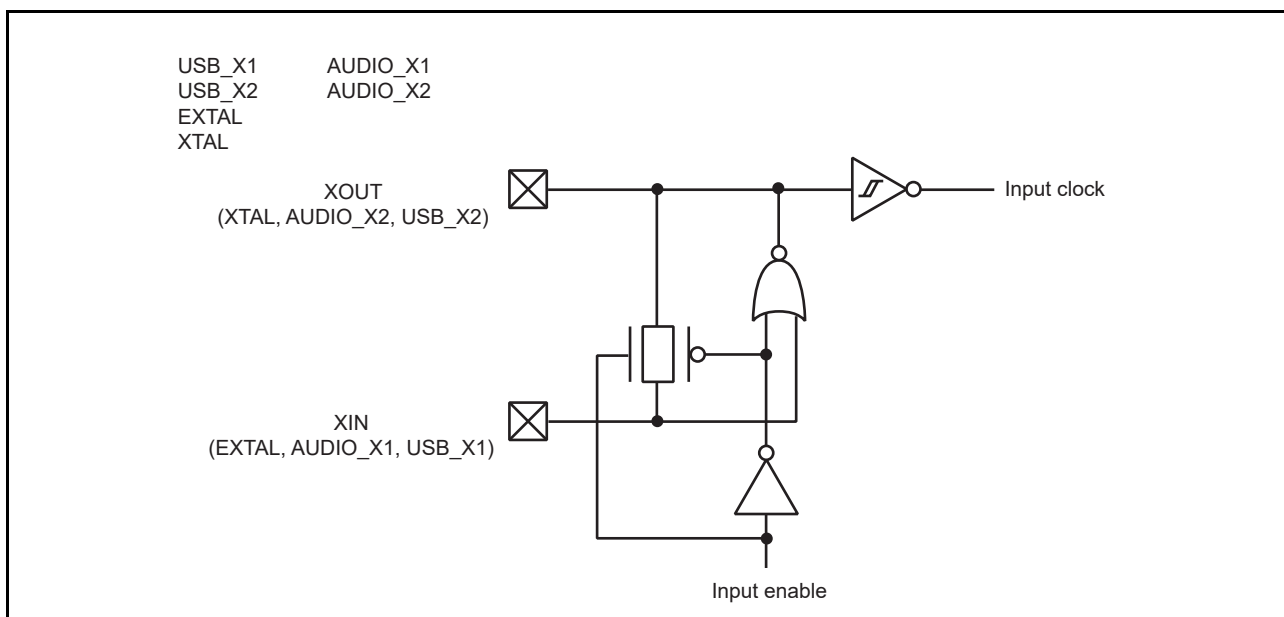 USB_X1 AUDIO_X1
USB_X2 AUDIO_X2
EXTAL
XTAL
XOUT
(XTAL, AUDIO_X2, USB_X2)
Input clock
XIN
(EXTAL, AUDIO_X1, USB_X1)
Input enable